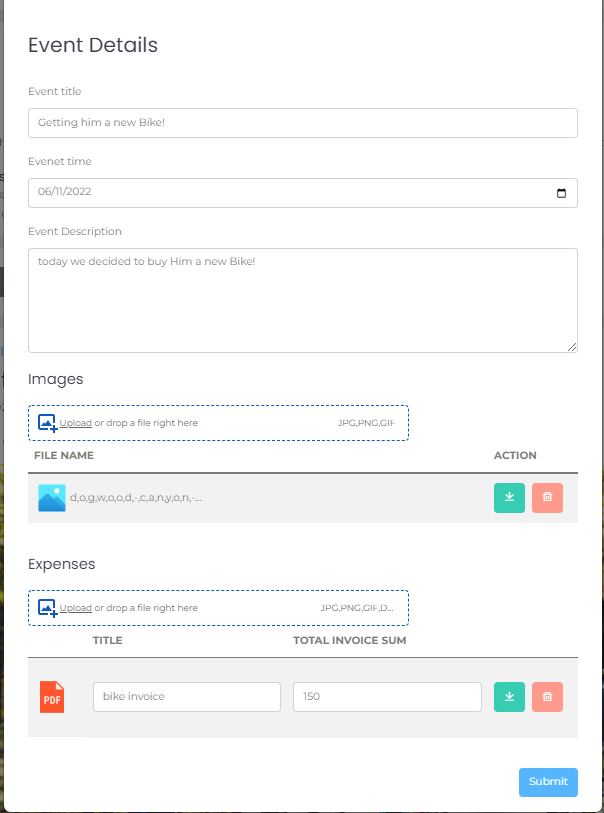 Event Details
Event title
Getting him a new Bike!
Evenet time
06/11/2022
Event Description
today we decided to buy Him a new Bike!
Images
Upload or drop a file right here JPG,PNG,GIF
FILE NAME ACTION
d,o,g,w,o,o,d,-,c,a,n,y,o,n,-...
Expenses
Upload or drop a file right here JPG,PNG,GIF,D...
TITLE TOTAL INVOICE SUM
PDF bike invoice 150
Submit